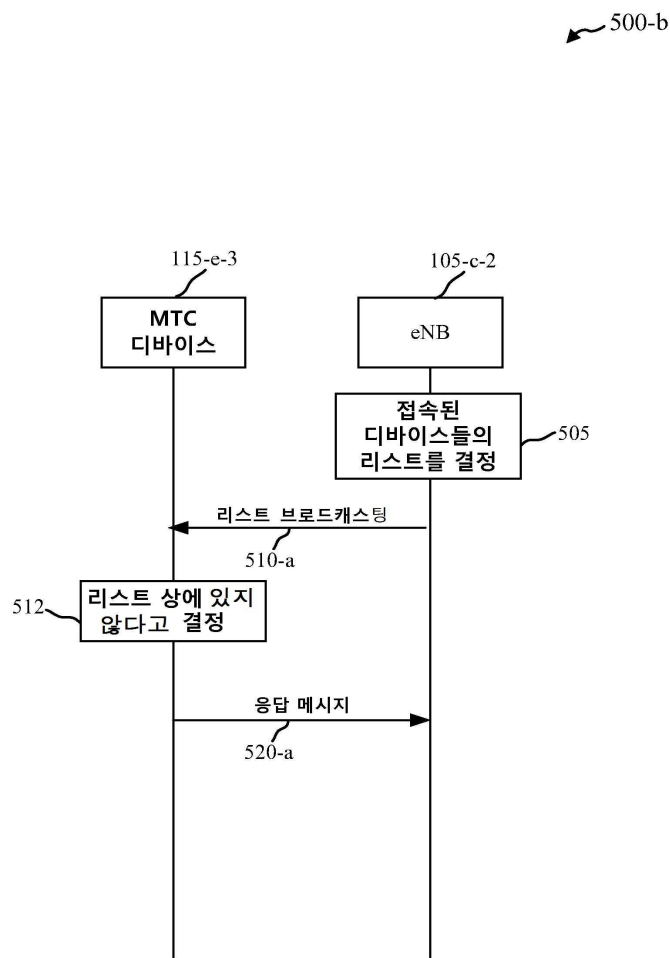 500-b
115-e-3
105-c-2
MTC
디바이스
eNB
접속된
디바이스들의
리스트를 결정
505
리스트 브로드캐스팅
510-a
512
리스트 상에 있지
않다고 결정
응답 메시지
520-a